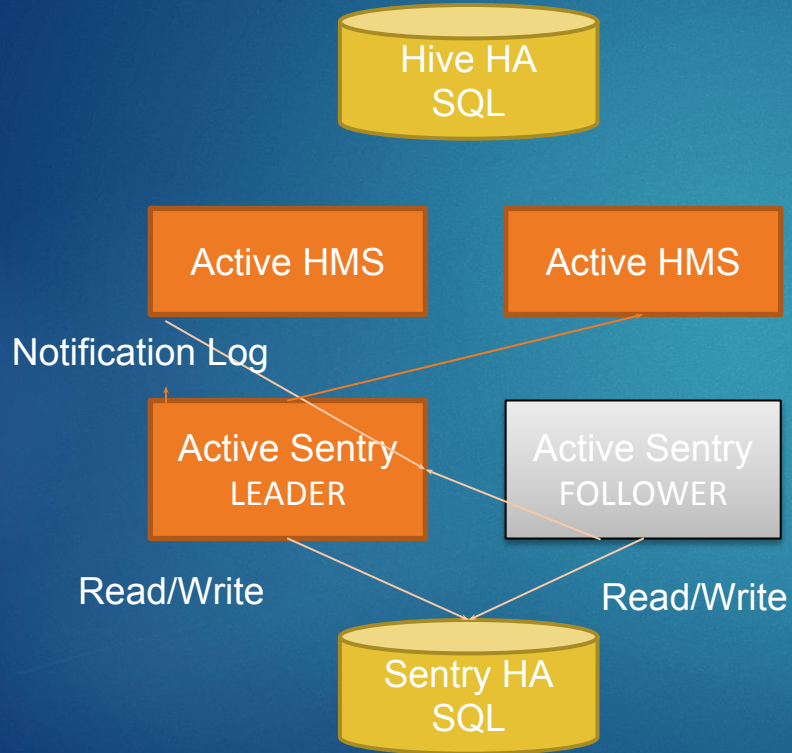 Hive HA
SQL
Active HMS
Active HMS
Notification Log
Active Sentry
LEADER
Active Sentry
FOLLOWER
Read/Write
Read/Write
Sentry HA
SQL